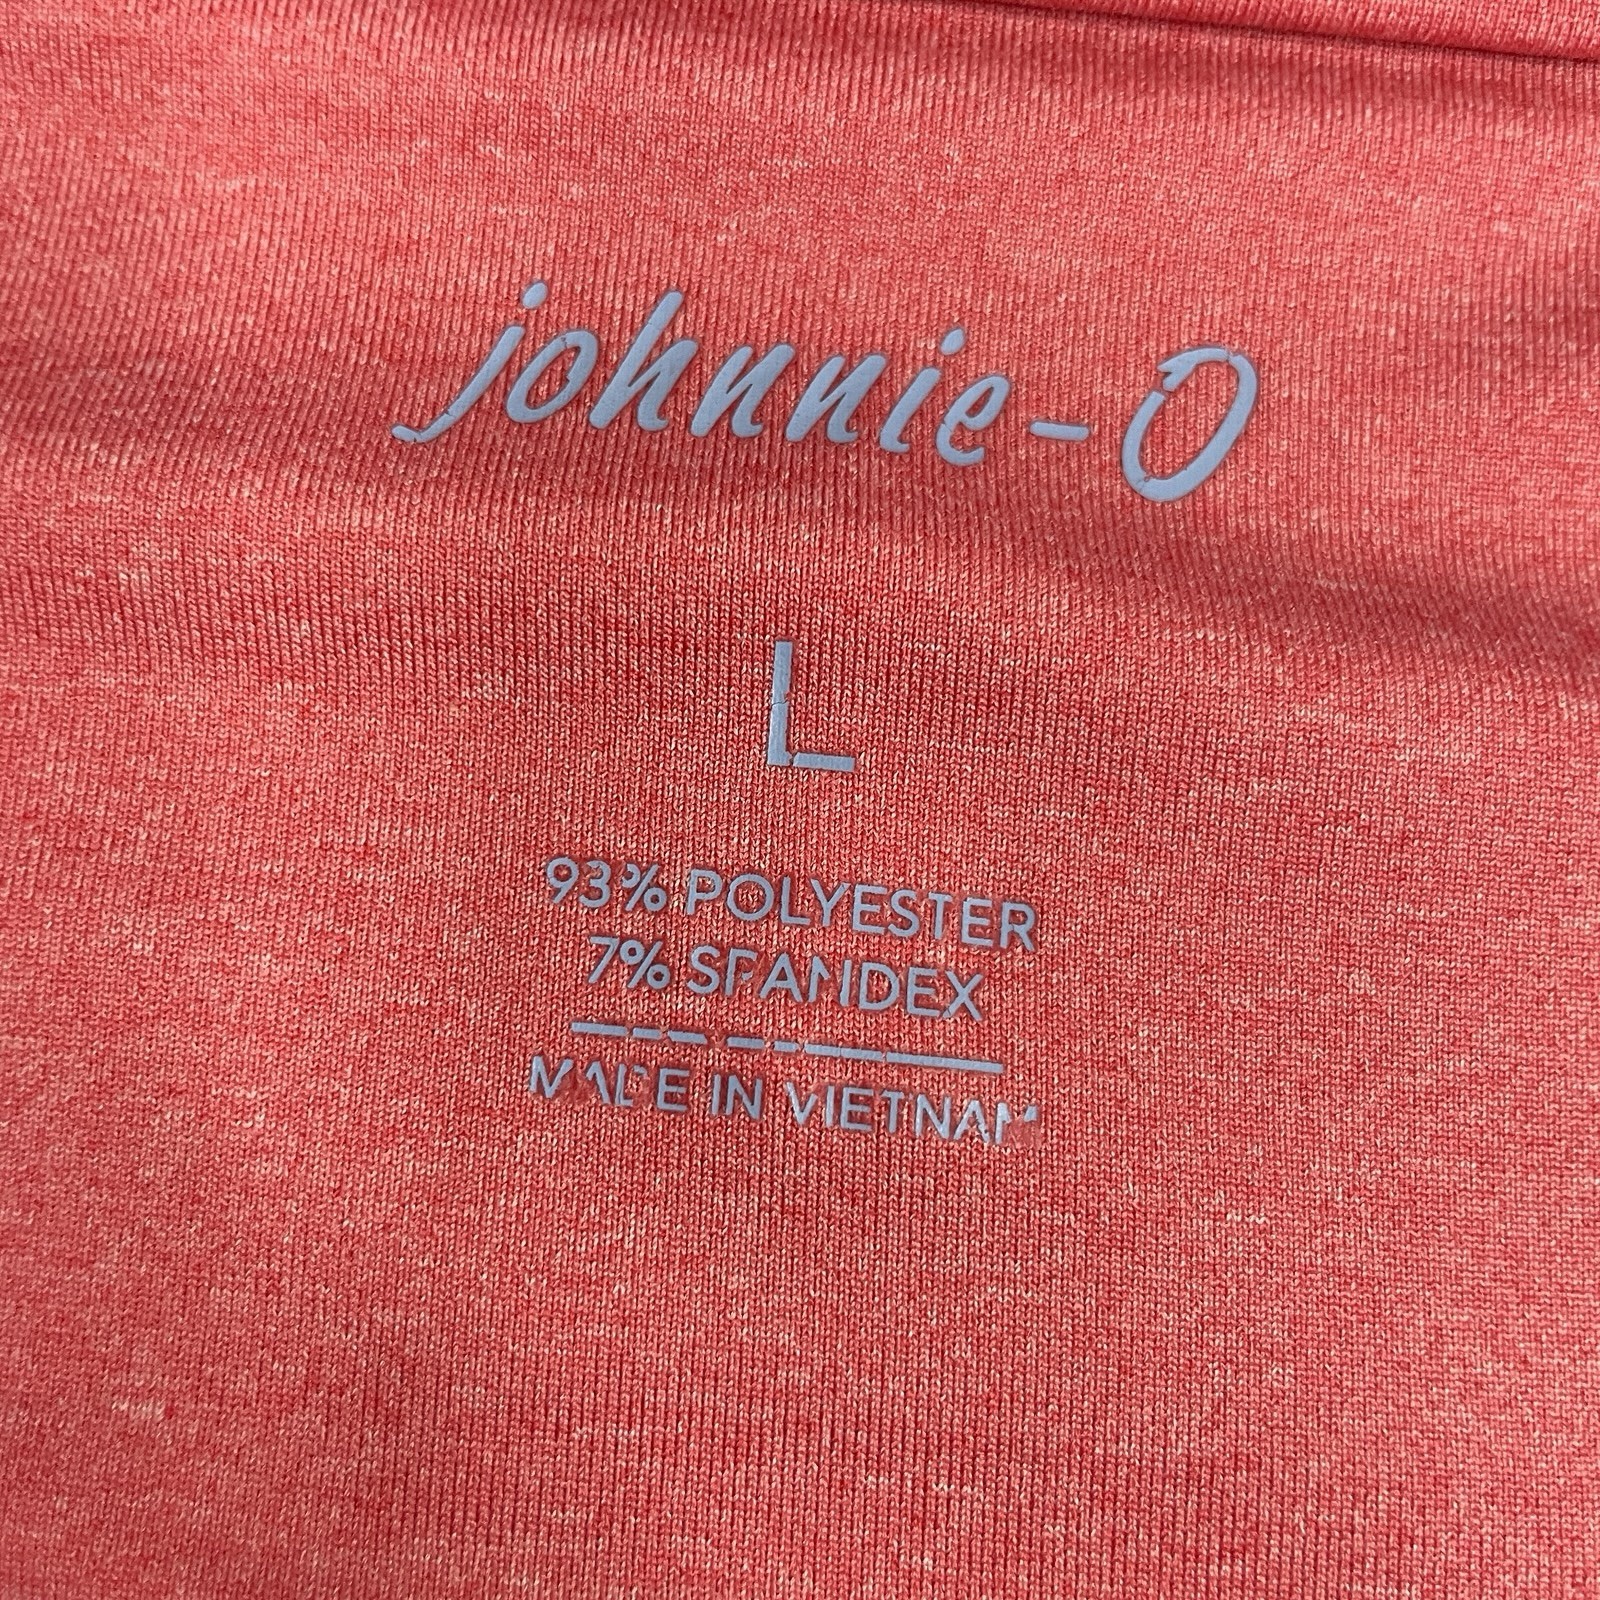 johnnie-O
L
93% POLYESTER
7% SPANDEX
MADE IN VIETNAM